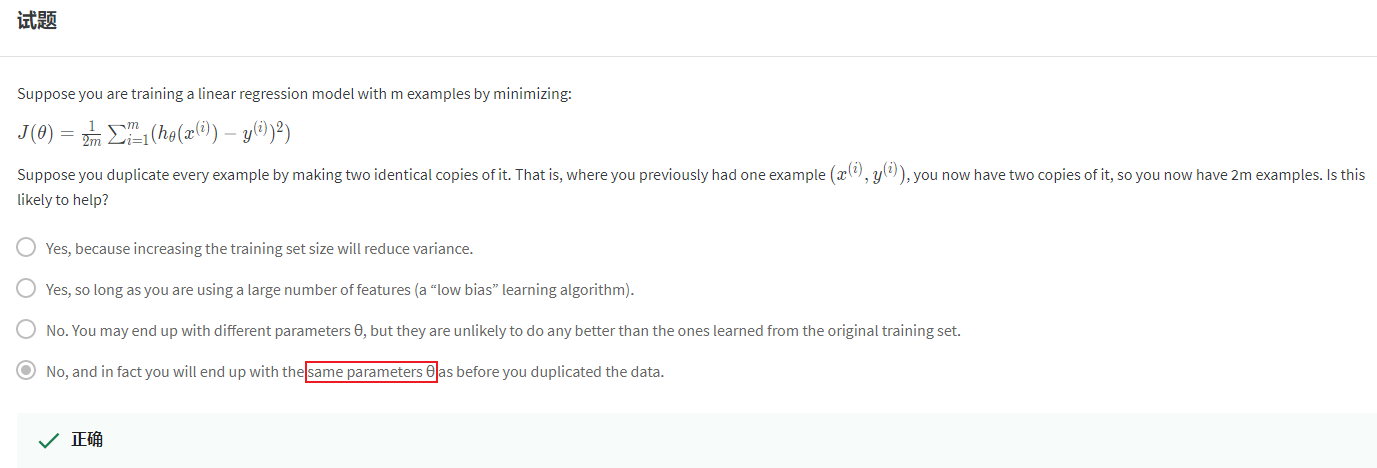 试题
Suppose you are training a linear regression model with m examples by minimizing:
J(θ) = 1/2m ∑ᵢ₌₁ᵐ (hθ(x⁽ⁱ⁾) − y⁽ⁱ⁾)²)
Suppose you duplicate every example by making two identical copies of it. That is, where you previously had one example (x⁽ⁱ⁾, y⁽ⁱ⁾), you now have two copies of it, so you now have 2m examples. Is this
likely to help?
Yes, because increasing the training set size will reduce variance.
Yes, so long as you are using a large number of features (a “low bias” learning algorithm).
No. You may end up with different parameters θ, but they are unlikely to do any better than the ones learned from the original training set.
No, and in fact you will end up with the same parameters θ as before you duplicated the data.
正确